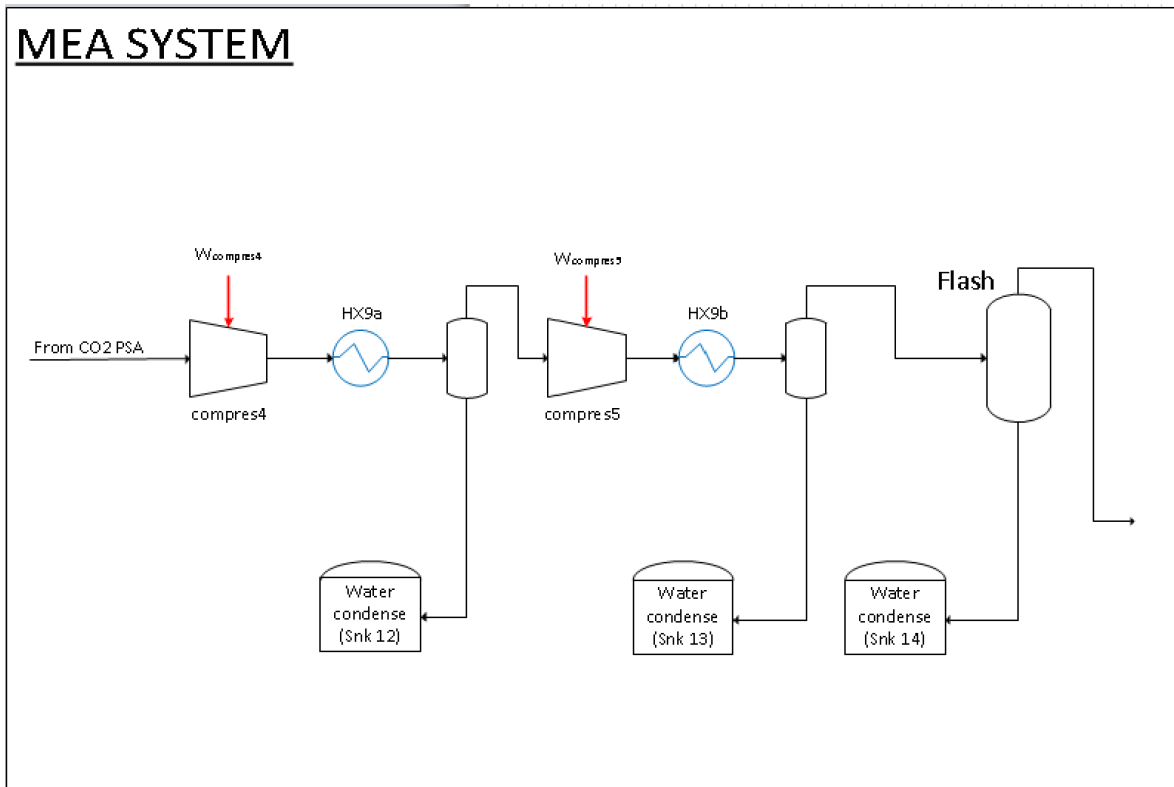 MEA SYSTEM
Wcompres4
Wcompres5
Flash
HX9a
HX9b
From CO2 PSA
compres4
compres5
Water
condense
(Snk 12)
Water
condense
(Snk 13)
Water
condense
(Snk 14)